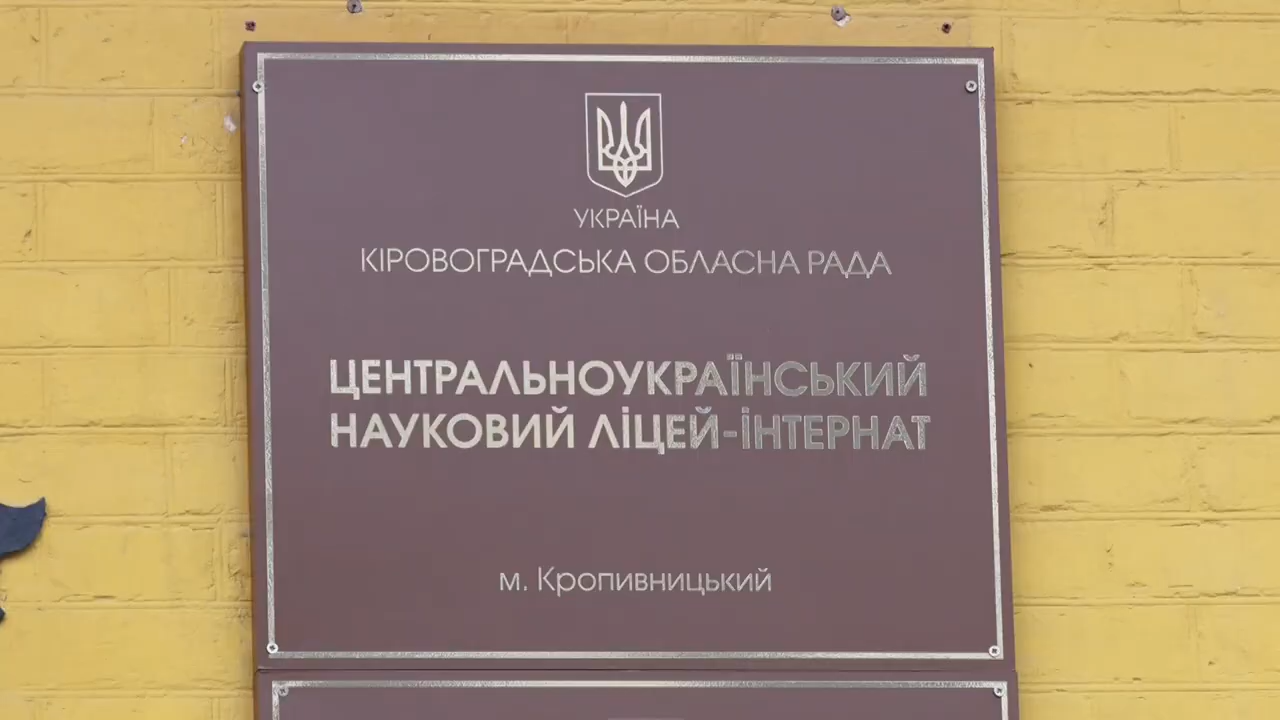 УКРАЇНА
КІРОВОГРАДСЬКА ОБЛАСНА РАДА
ЦЕНТРАЛЬНОУКРАЇНСЬКИЙ
НАУКОВИЙ ЛІЦЕЙ-ІНТЕРНАТ
м. Кропивницький